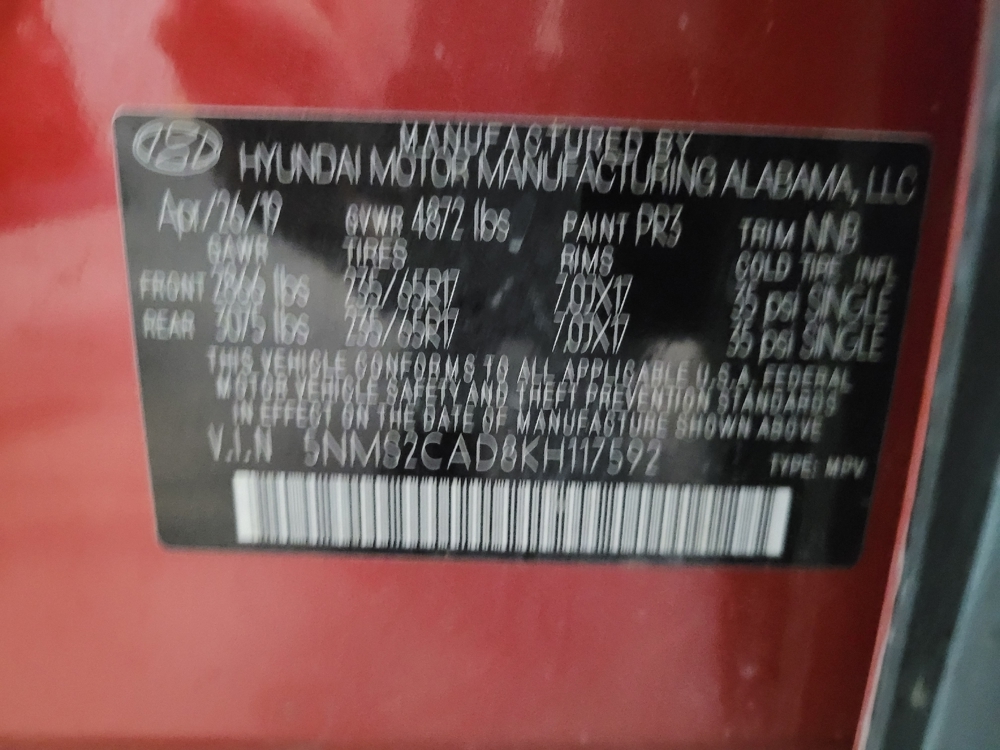 MANUFACTURED BY
HYUNDAI MOTOR MANUFACTURING ALABAMA, LLC
Apr/26/19 GVWR 4872 lbs PAINT PR3 TRIM NNB
GAWR TIRES RIMS COLD TIRE INFL
FRONT 2866 lbs 235/65R17 7.0JX17 35 psi SINGLE
REAR 3075 lbs 235/65R17 7.0JX17 35 psi SINGLE
THIS VEHICLE CONFORMS TO ALL APPLICABLE U.S.A. FEDERAL
MOTOR VEHICLE SAFETY AND THEFT PREVENTION STANDARDS
IN EFFECT ON THE DATE OF MANUFACTURE SHOWN ABOVE
V.I.N 5NMS2CAD8KH117592 TYPE: MPV